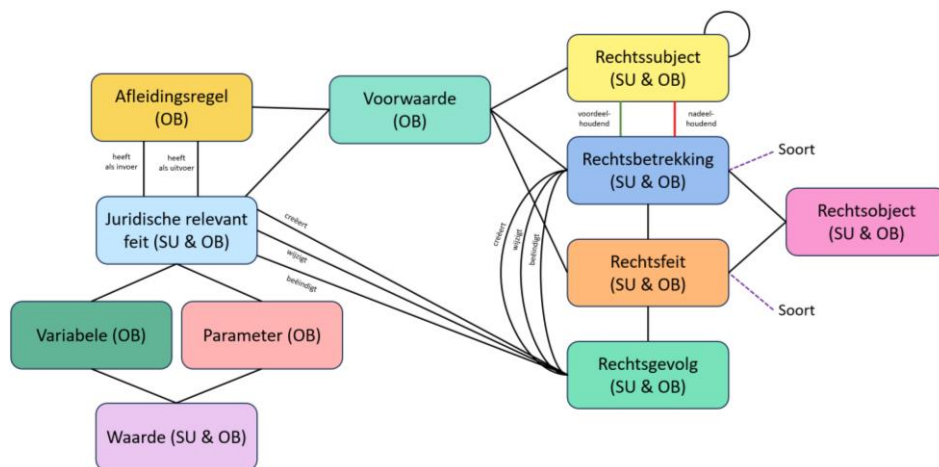 Rechtssubject
(SU & OB)
Afleidingsregel
(OB)
Voorwaarde
(OB)
voordeel-
houdend
nadeel-
houdend
heeft
als invoer
heeft
als uitvoer
Rechtsbetrekking
(SU & OB)
Soort
Juridische relevant
feit (SU & OB)
Rechtsobject
(SU & OB)
creëert
wijzigt
beëindigt
creëert
wijzigt
beëindigt
Rechtsfeit
(SU & OB)
Soort
Variabele (OB)
Parameter (OB)
Rechtsgevolg
(SU & OB)
Waarde (SU & OB)